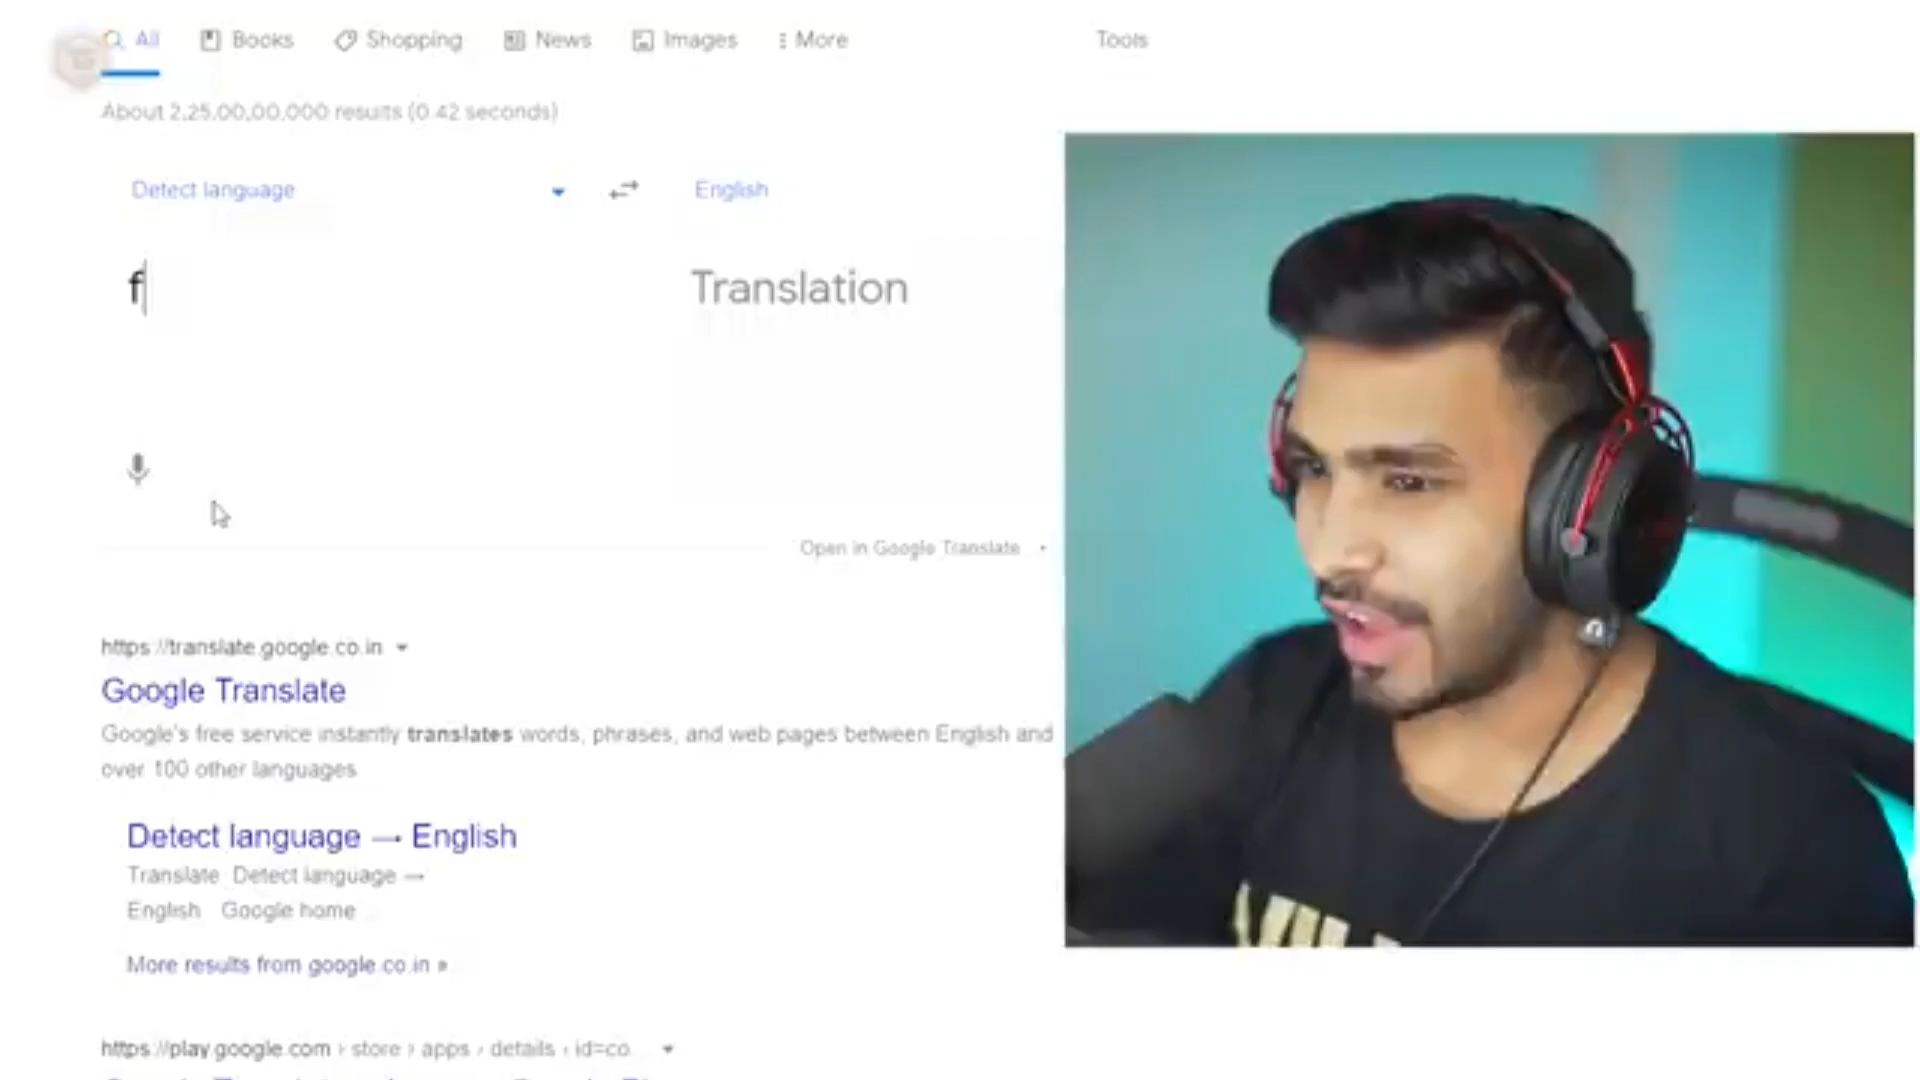 All Books Shopping News Images More Tools
About 2,25,00,00,000 results (0.42 seconds)
Detect language English
f Translation
Open in Google Translate
https://translate.google.co.in
Google Translate
Google's free service instantly translates words, phrases, and web pages between English and
over 100 other languages.
Detect language → English
Translate. Detect language →
English. Google home ...
More results from google.co.in »
https://play.google.com › store › apps › details › id=co...